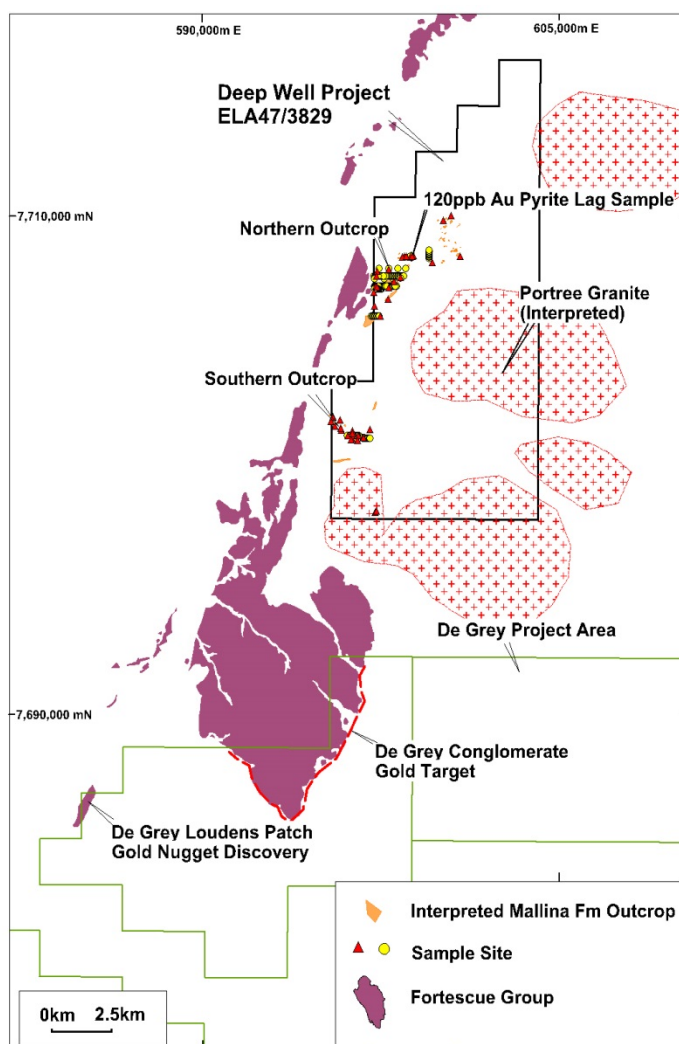 590,000m E
605,000m E
Deep Well Project
ELA47/3829
7,710,000 mN
120ppb Au Pyrite Lag Sample
Northern Outcrop
Portree Granite
(Interpreted)
Southern Outcrop
De Grey Project Area
7,690,000 mN
De Grey Conglomerate
Gold Target
De Grey Loudens Patch
Gold Nugget Discovery
Interpreted Mallina Fm Outcrop
Sample Site
Fortescue Group
0km 2.5km